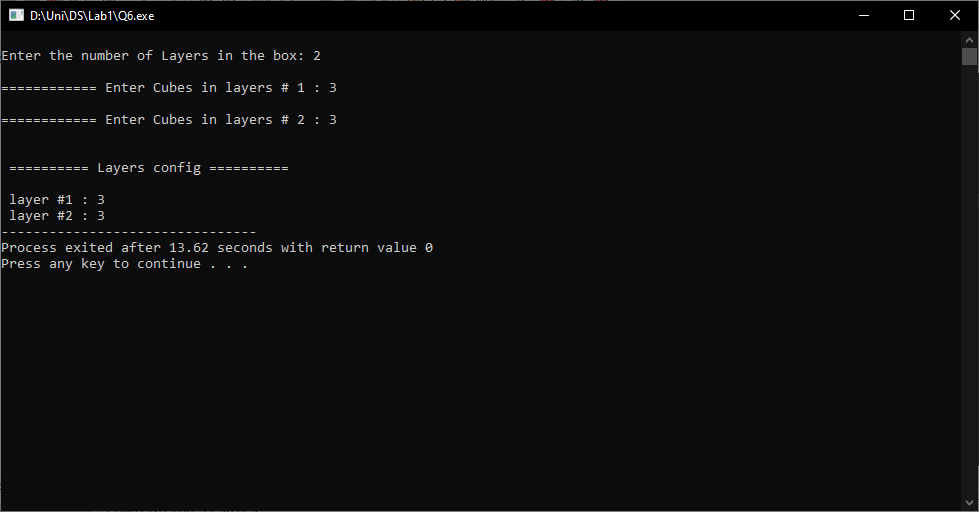 D:\Uni\DS\Lab1\Q6.exe
Enter the number of Layers in the box: 2
============ Enter Cubes in layers # 1 : 3
============ Enter Cubes in layers # 2 : 3
========== Layers config ==========
layer #1 : 3
layer #2 : 3
--------------------------------
Process exited after 13.62 seconds with return value 0
Press any key to continue . . .